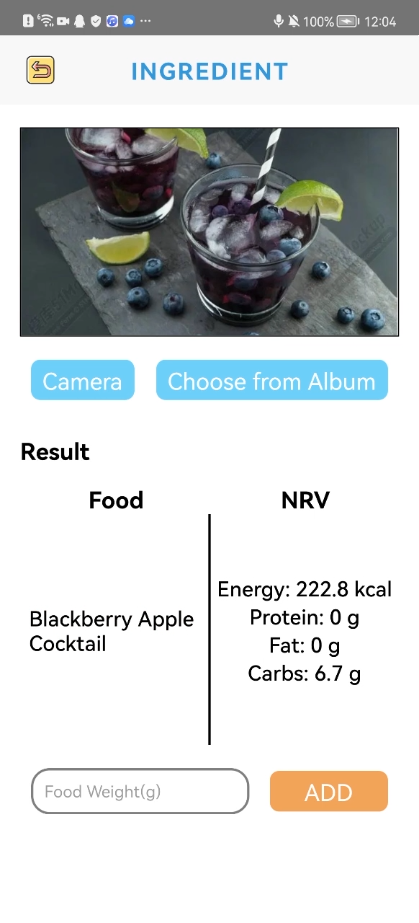 100% 12:04
INGREDIENT
Camera
Choose from Album
Result
Food
NRV
Blackberry Apple
Cocktail
Energy: 222.8 kcal
Protein: 0 g
Fat: 0 g
Carbs: 6.7 g
Food Weight(g)
ADD